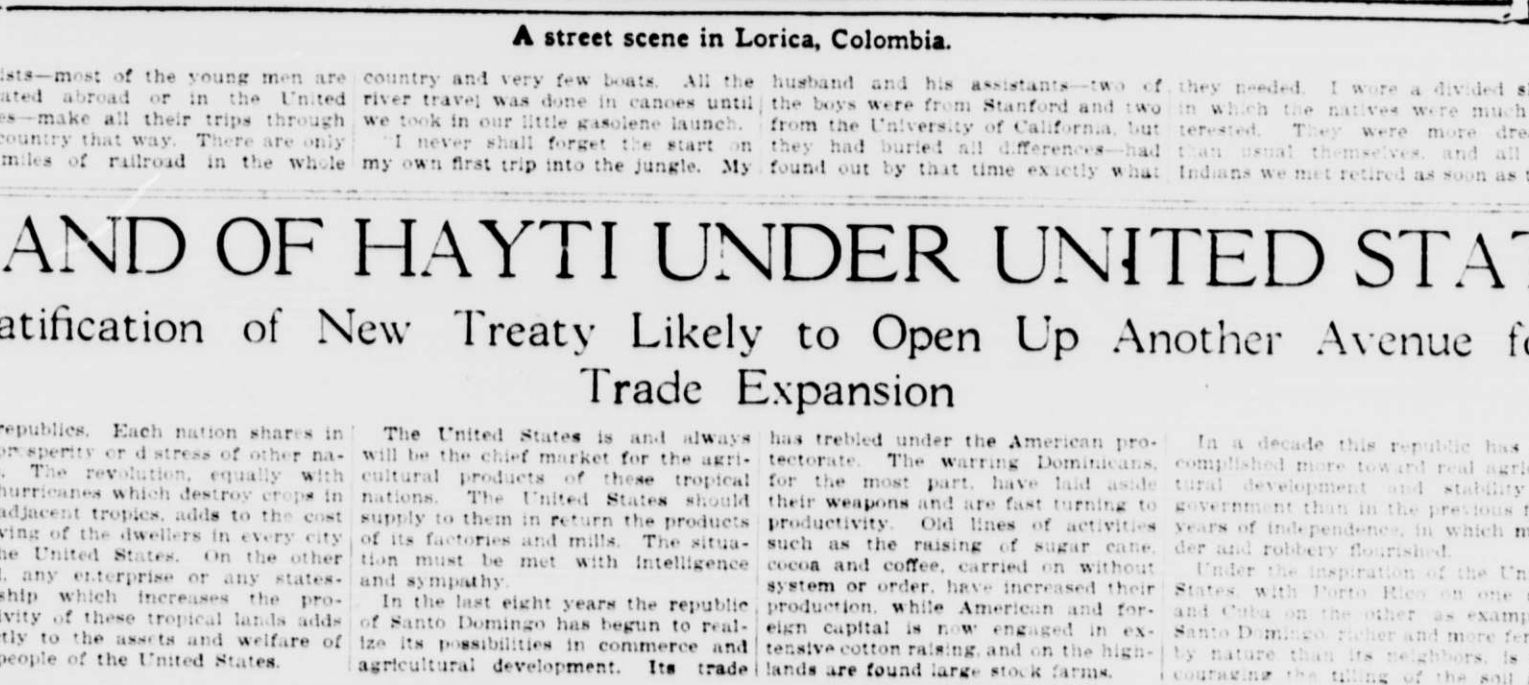 A street scene in Lorica, Colombia.
ists—most of the young men are
ated abroad or in the United
es—make all their trips through
country that way. There are only
miles of railroad in the whole
country and very few boats. All the
river travel was done in canoes until
we took in our little gasolene launch.
"I never shall forget the start on
my own first trip into the jungle. My
husband and his assistants—two of
the boys were from Stanford and two
from the University of California, but
they had buried all differences—had
found out by that time exactly what
they needed. I wore a divided s
in which the natives were much
terested. They were more dre
than usual themselves, and all
Indians we met retired as soon as t
AND OF HAYTI UNDER UNITED STAT
atification of New Treaty Likely to Open Up Another Avenue fo
Trade Expansion
republics. Each nation shares in
prosperity or distress of other na-
. The revolution, equally with
hurricanes which destroy crops in
adjacent tropics, adds to the cost
ving of the dwellers in every city
he United States. On the other
, any enterprise or any states-
ship which increases the pro-
ivity of these tropical lands adds
tly to the assets and welfare of
people of the United States.
The United States is and always
will be the chief market for the agri-
cultural products of these tropical
nations. The United States should
supply to them in return the products
of its factories and mills. The situa-
tion must be met with intelligence
and sympathy.
In the last eight years the republic
of Santo Domingo has begun to real-
ize its possibilities in commerce and
agricultural development. Its trade
has trebled under the American pro-
tectorate. The warring Dominicans,
for the most part, have laid aside
their weapons and are fast turning to
productivity. Old lines of activities
such as the raising of sugar cane,
cocoa and coffee, carried on without
system or order, have increased their
production, while American and for-
eign capital is now engaged in ex-
tensive cotton raising, and on the high-
lands are found large stock farms.
In a decade this republic has
complished more toward real agric
tural development and stability
government than in the previous
years of independence, in which m
der and robbery flourished.
Under the inspiration of the Un
States, with Porto Rico on one
and Cuba on the other as examp
Santo Domingo richer and more fer
by nature than its neighbors, is
couraging the tilling of the soil